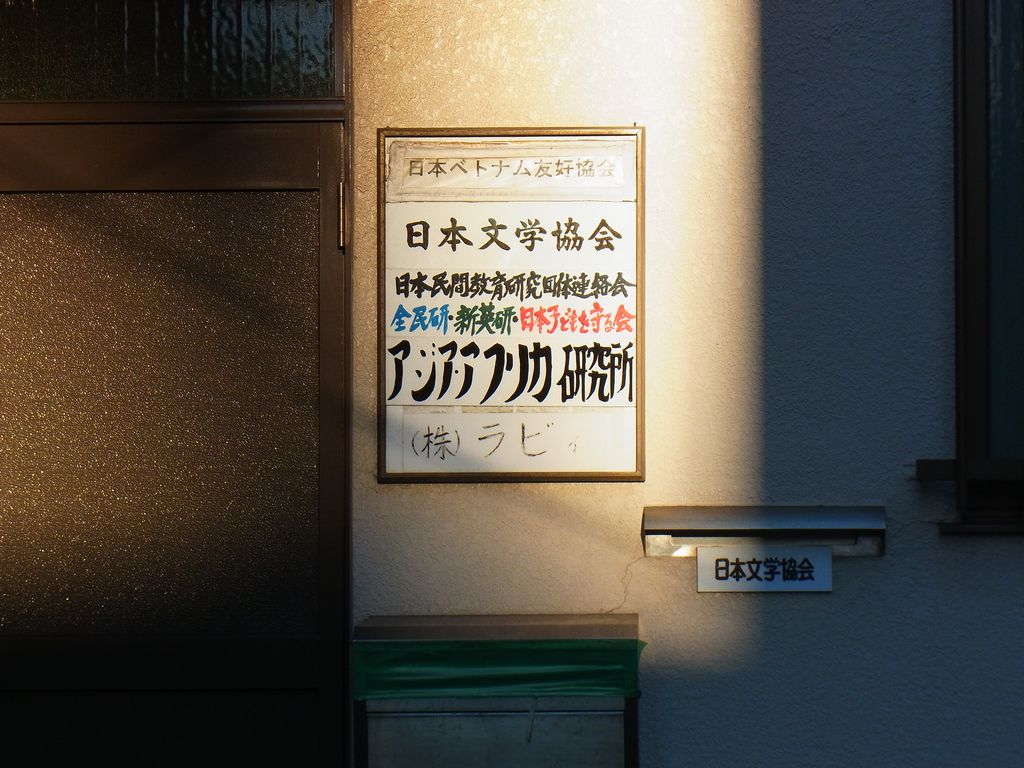 日本ベトナム友好協会
日本文学協会
日本民間教育研究団体連絡会
全民研・新英研・日本子どもを守る会
アジア・アフリカ研究所
(株)ラビィ
日本文学協会